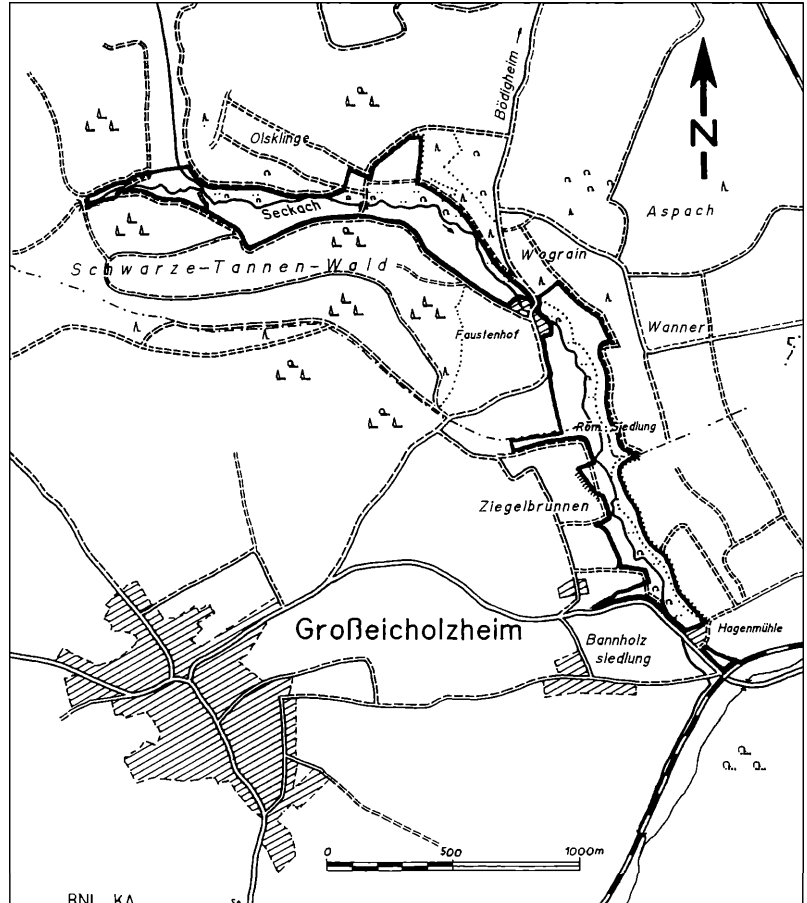 Bödigheim →
N
Olsklinge
Seckach
Aspach
Schwarze-Tannen-Wald
Wagrain
Faustenhof
Wanner
Röm. Siedlung
Ziegelbrunnen
Großeicholzheim
Bannholz
siedlung
Hagenmühle
0 500 1000m
BNL KA